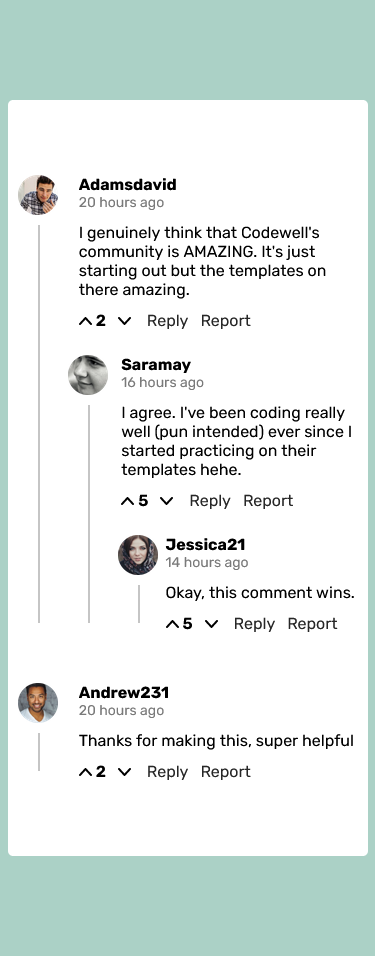 Adamsdavid
20 hours ago
I genuinely think that Codewell's
community is AMAZING. It's just
starting out but the templates on
there amazing.
2 Reply Report
Saramay
16 hours ago
I agree. I've been coding really
well (pun intended) ever since I
started practicing on their
templates hehe.
5 Reply Report
Jessica21
14 hours ago
Okay, this comment wins.
5 Reply Report
Andrew231
20 hours ago
Thanks for making this, super helpful
2 Reply Report